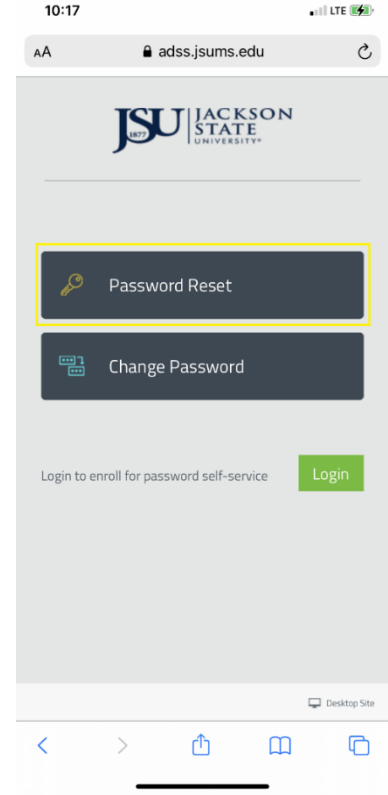 10:17
LTE
AA
adss.jsums.edu
JSU
1877
JACKSON
STATE
UNIVERSITY®
Password Reset
Change Password
Login to enroll for password self-service
Login
Desktop Site